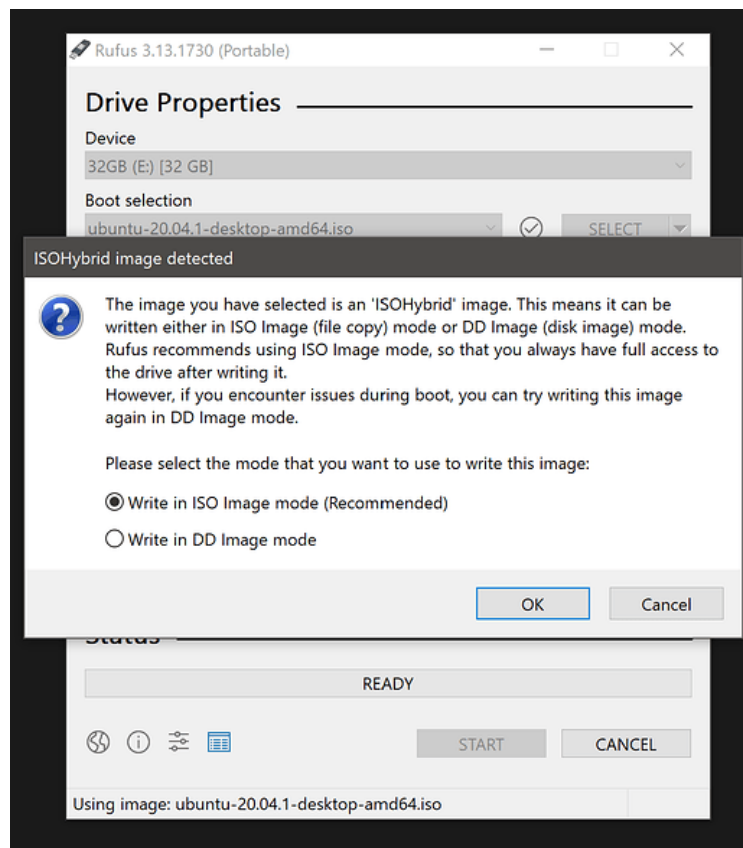 Rufus 3.13.1730 (Portable)
Drive Properties
Device
32GB (E:) [32 GB]
Boot selection
ubuntu-20.04.1-desktop-amd64.iso
SELECT
ISOHybrid image detected
The image you have selected is an 'ISOHybrid' image. This means it can be
written either in ISO Image (file copy) mode or DD Image (disk image) mode.
Rufus recommends using ISO Image mode, so that you always have full access to
the drive after writing it.
However, if you encounter issues during boot, you can try writing this image
again in DD Image mode.
Please select the mode that you want to use to write this image:
Write in ISO Image mode (Recommended)
Write in DD Image mode
OK Cancel
Status
READY
START CANCEL
Using image: ubuntu-20.04.1-desktop-amd64.iso